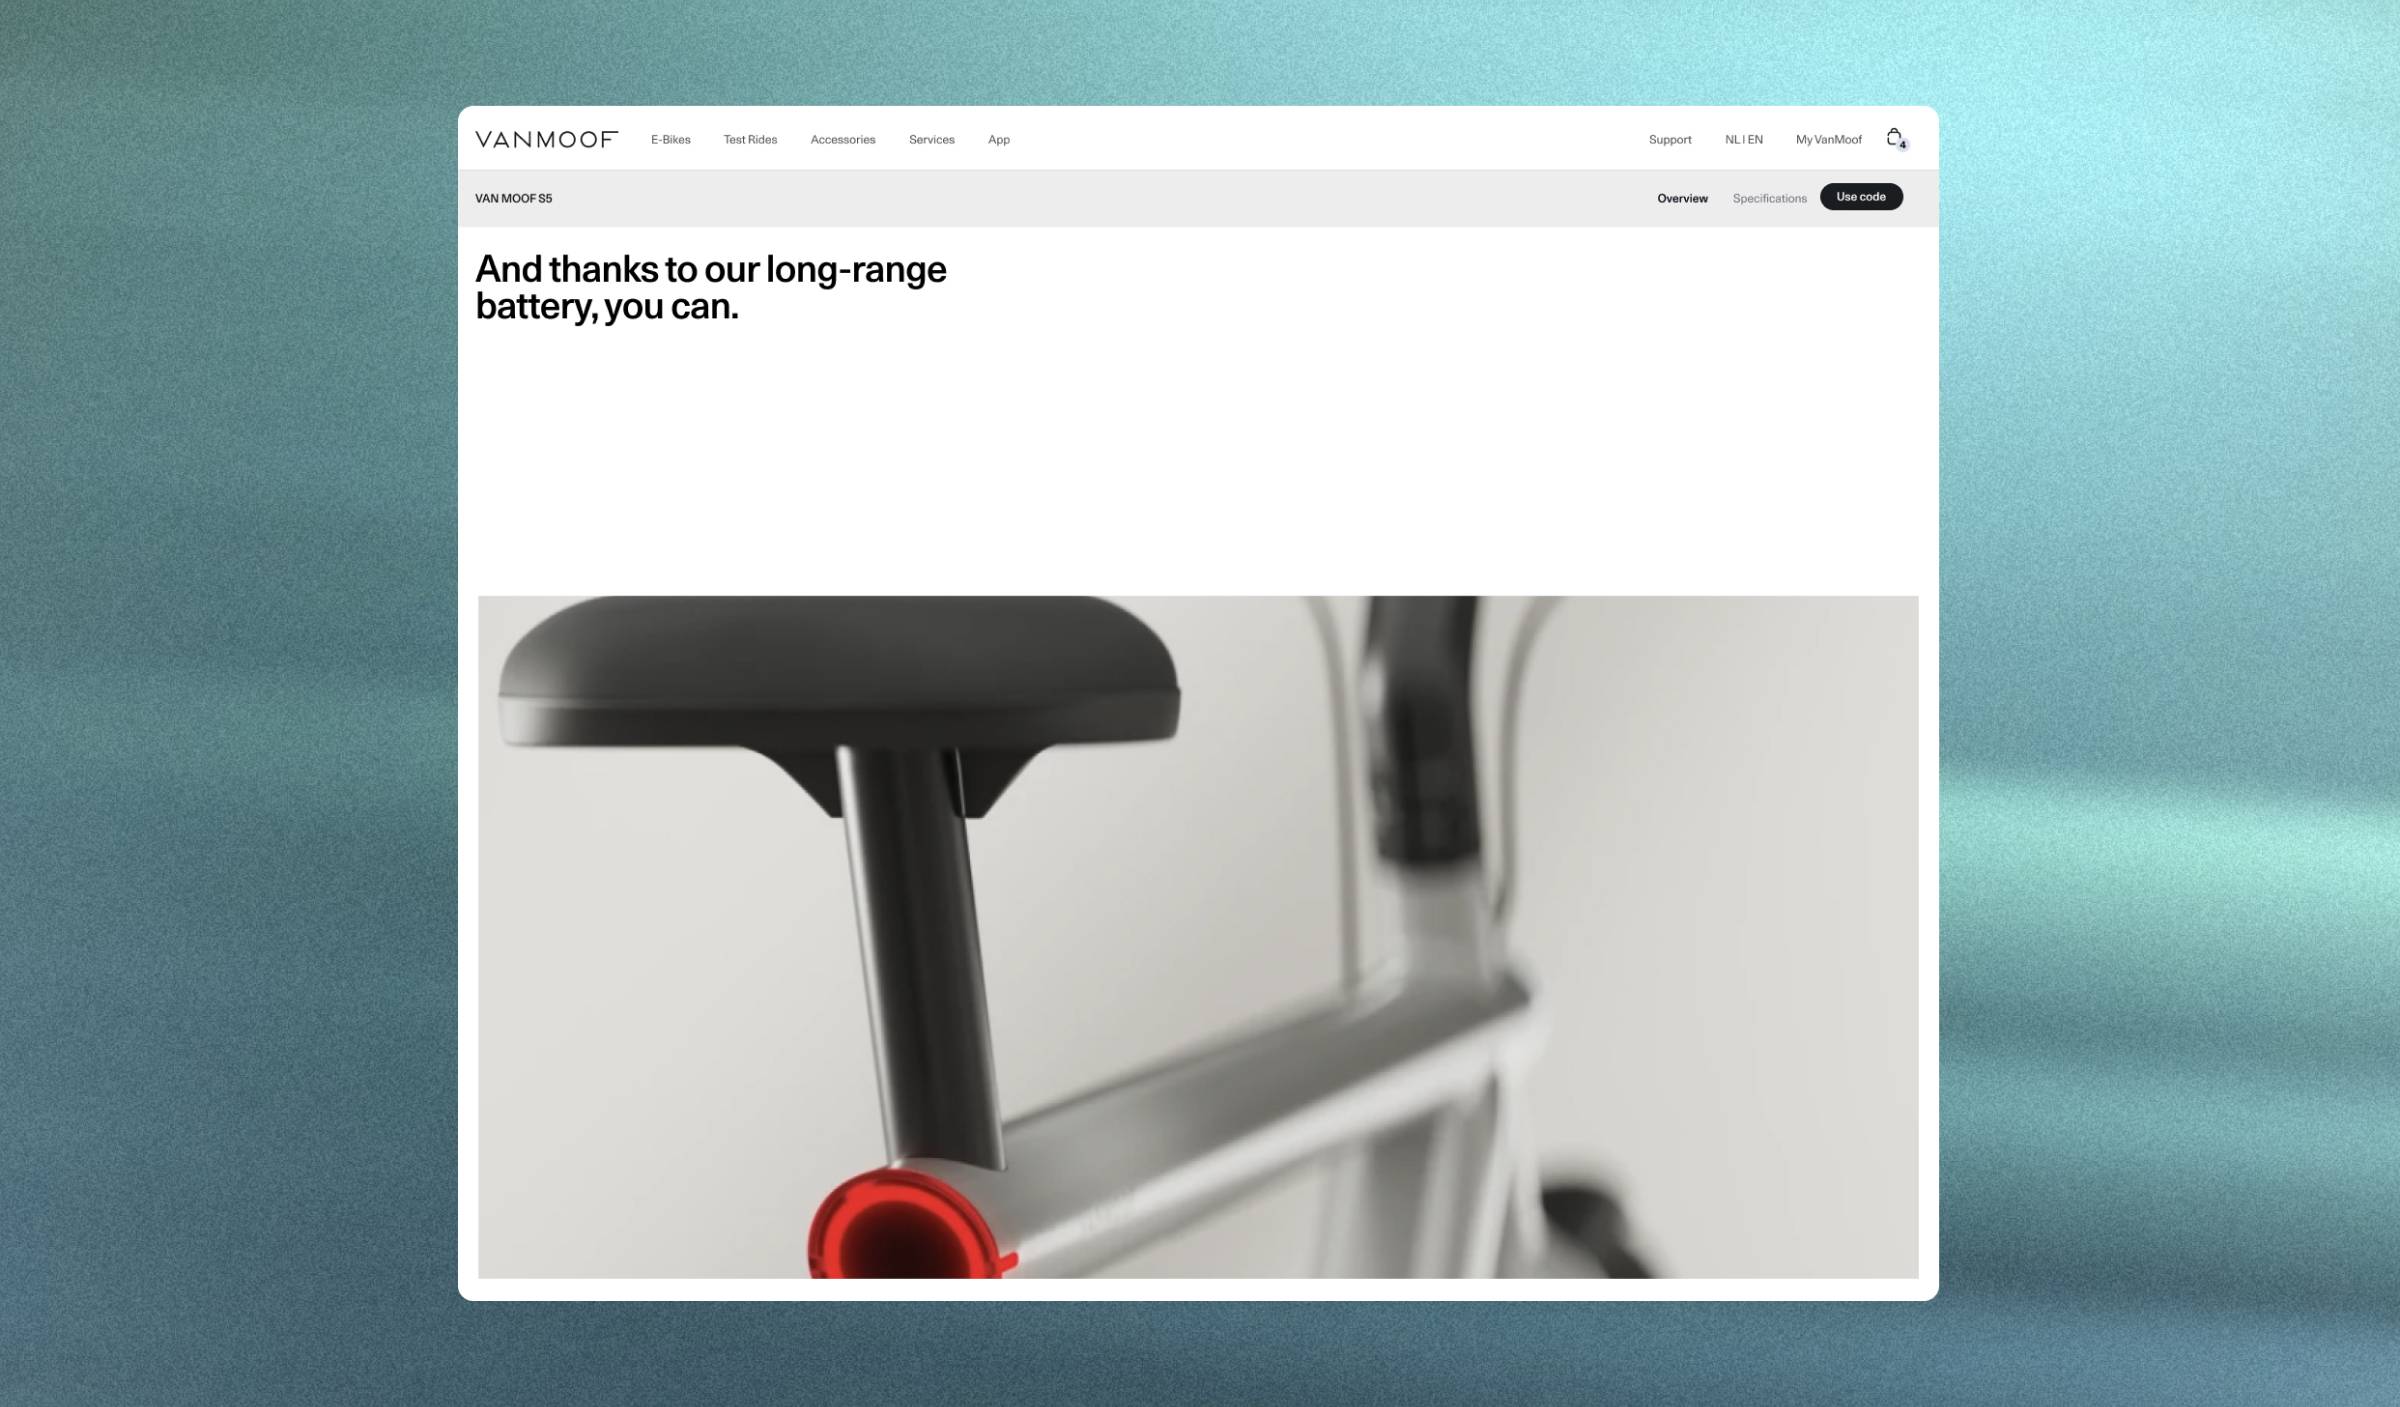 VANMOOF E-Bikes Test Rides Accessories Services App Support NL | EN My VanMoof 4
VAN MOOF S5 Overview Specifications Use code
And thanks to our long-range
battery, you can.